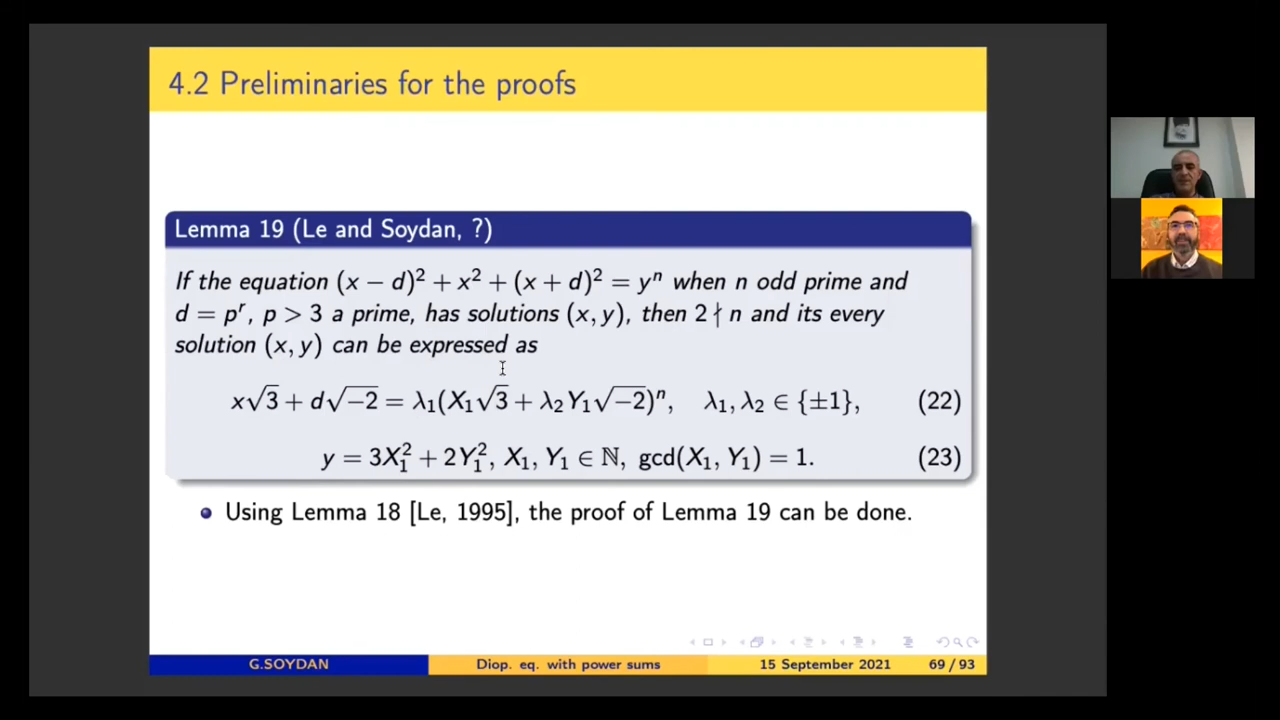 4.2 Preliminaries for the proofs
Lemma 19 (Le and Soydan, ?)
If the equation (x − d)² + x² + (x + d)² = yⁿ when n odd prime and
d = pʳ, p > 3 a prime, has solutions (x, y), then 2 ∤ n and its every
solution (x, y) can be expressed as
x√3 + d√−2 = λ₁(X₁√3 + λ₂Y₁√−2)ⁿ, λ₁, λ₂ ∈ {±1}, (22)
y = 3X₁² + 2Y₁², X₁, Y₁ ∈ ℕ, gcd(X₁, Y₁) = 1. (23)
Using Lemma 18 [Le, 1995], the proof of Lemma 19 can be done.
G.SOYDAN Diop. eq. with power sums 15 September 2021 69 / 93